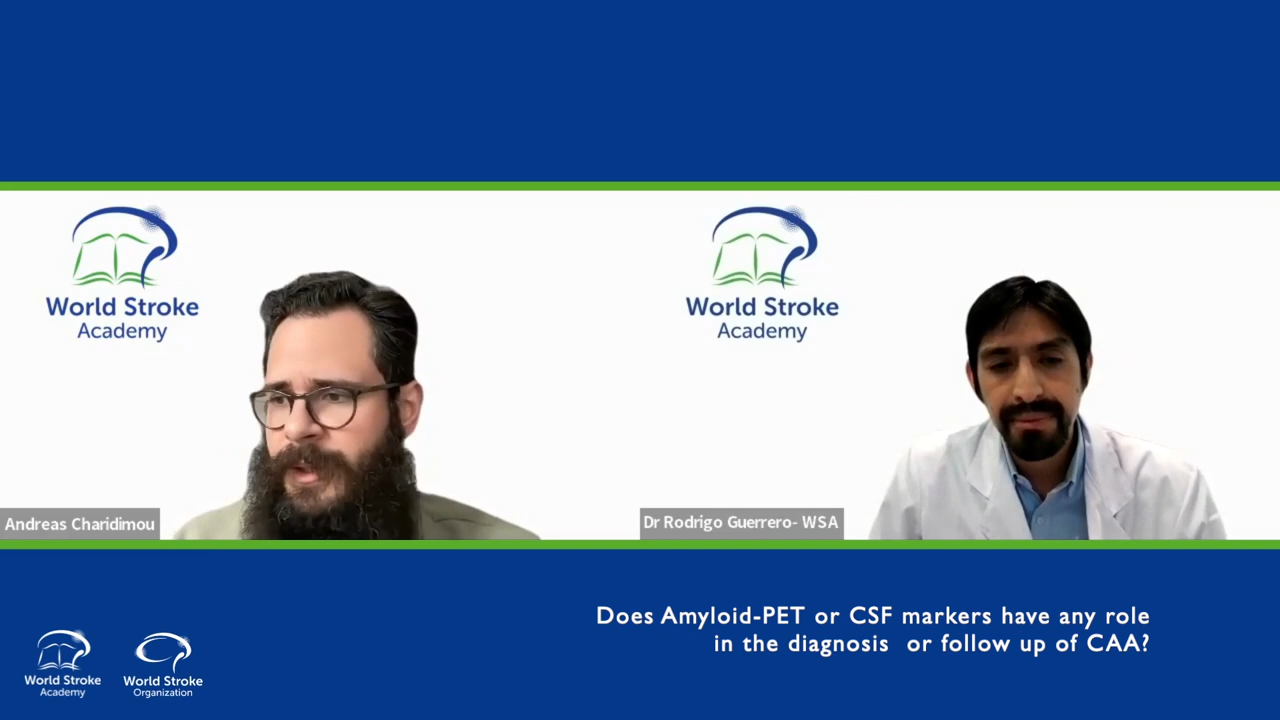 World Stroke
Academy
World Stroke
Academy
Andreas Charidimou
Dr Rodrigo Guerrero- WSA
Does Amyloid-PET or CSF markers have any role
in the diagnosis or follow up of CAA?
World Stroke
Academy
World Stroke
Organization